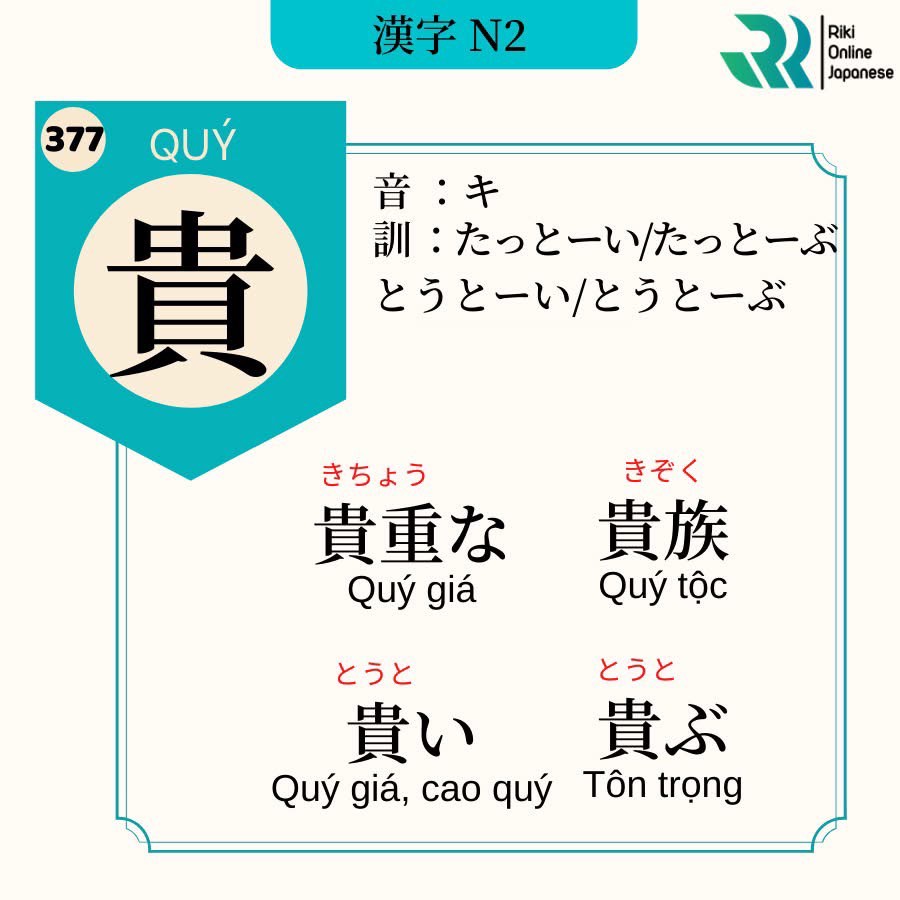 漢字 N2
Riki
Online
Japanese
377
QUÝ
貴
音 ：キ
訓 ：たっとーい/たっとーぶ
とうとーい/とうとーぶ
きちょう
貴重な
Quý giá
きぞく
貴族
Quý tộc
とうと
貴い
Quý giá, cao quý
とうと
貴ぶ
Tôn trọng